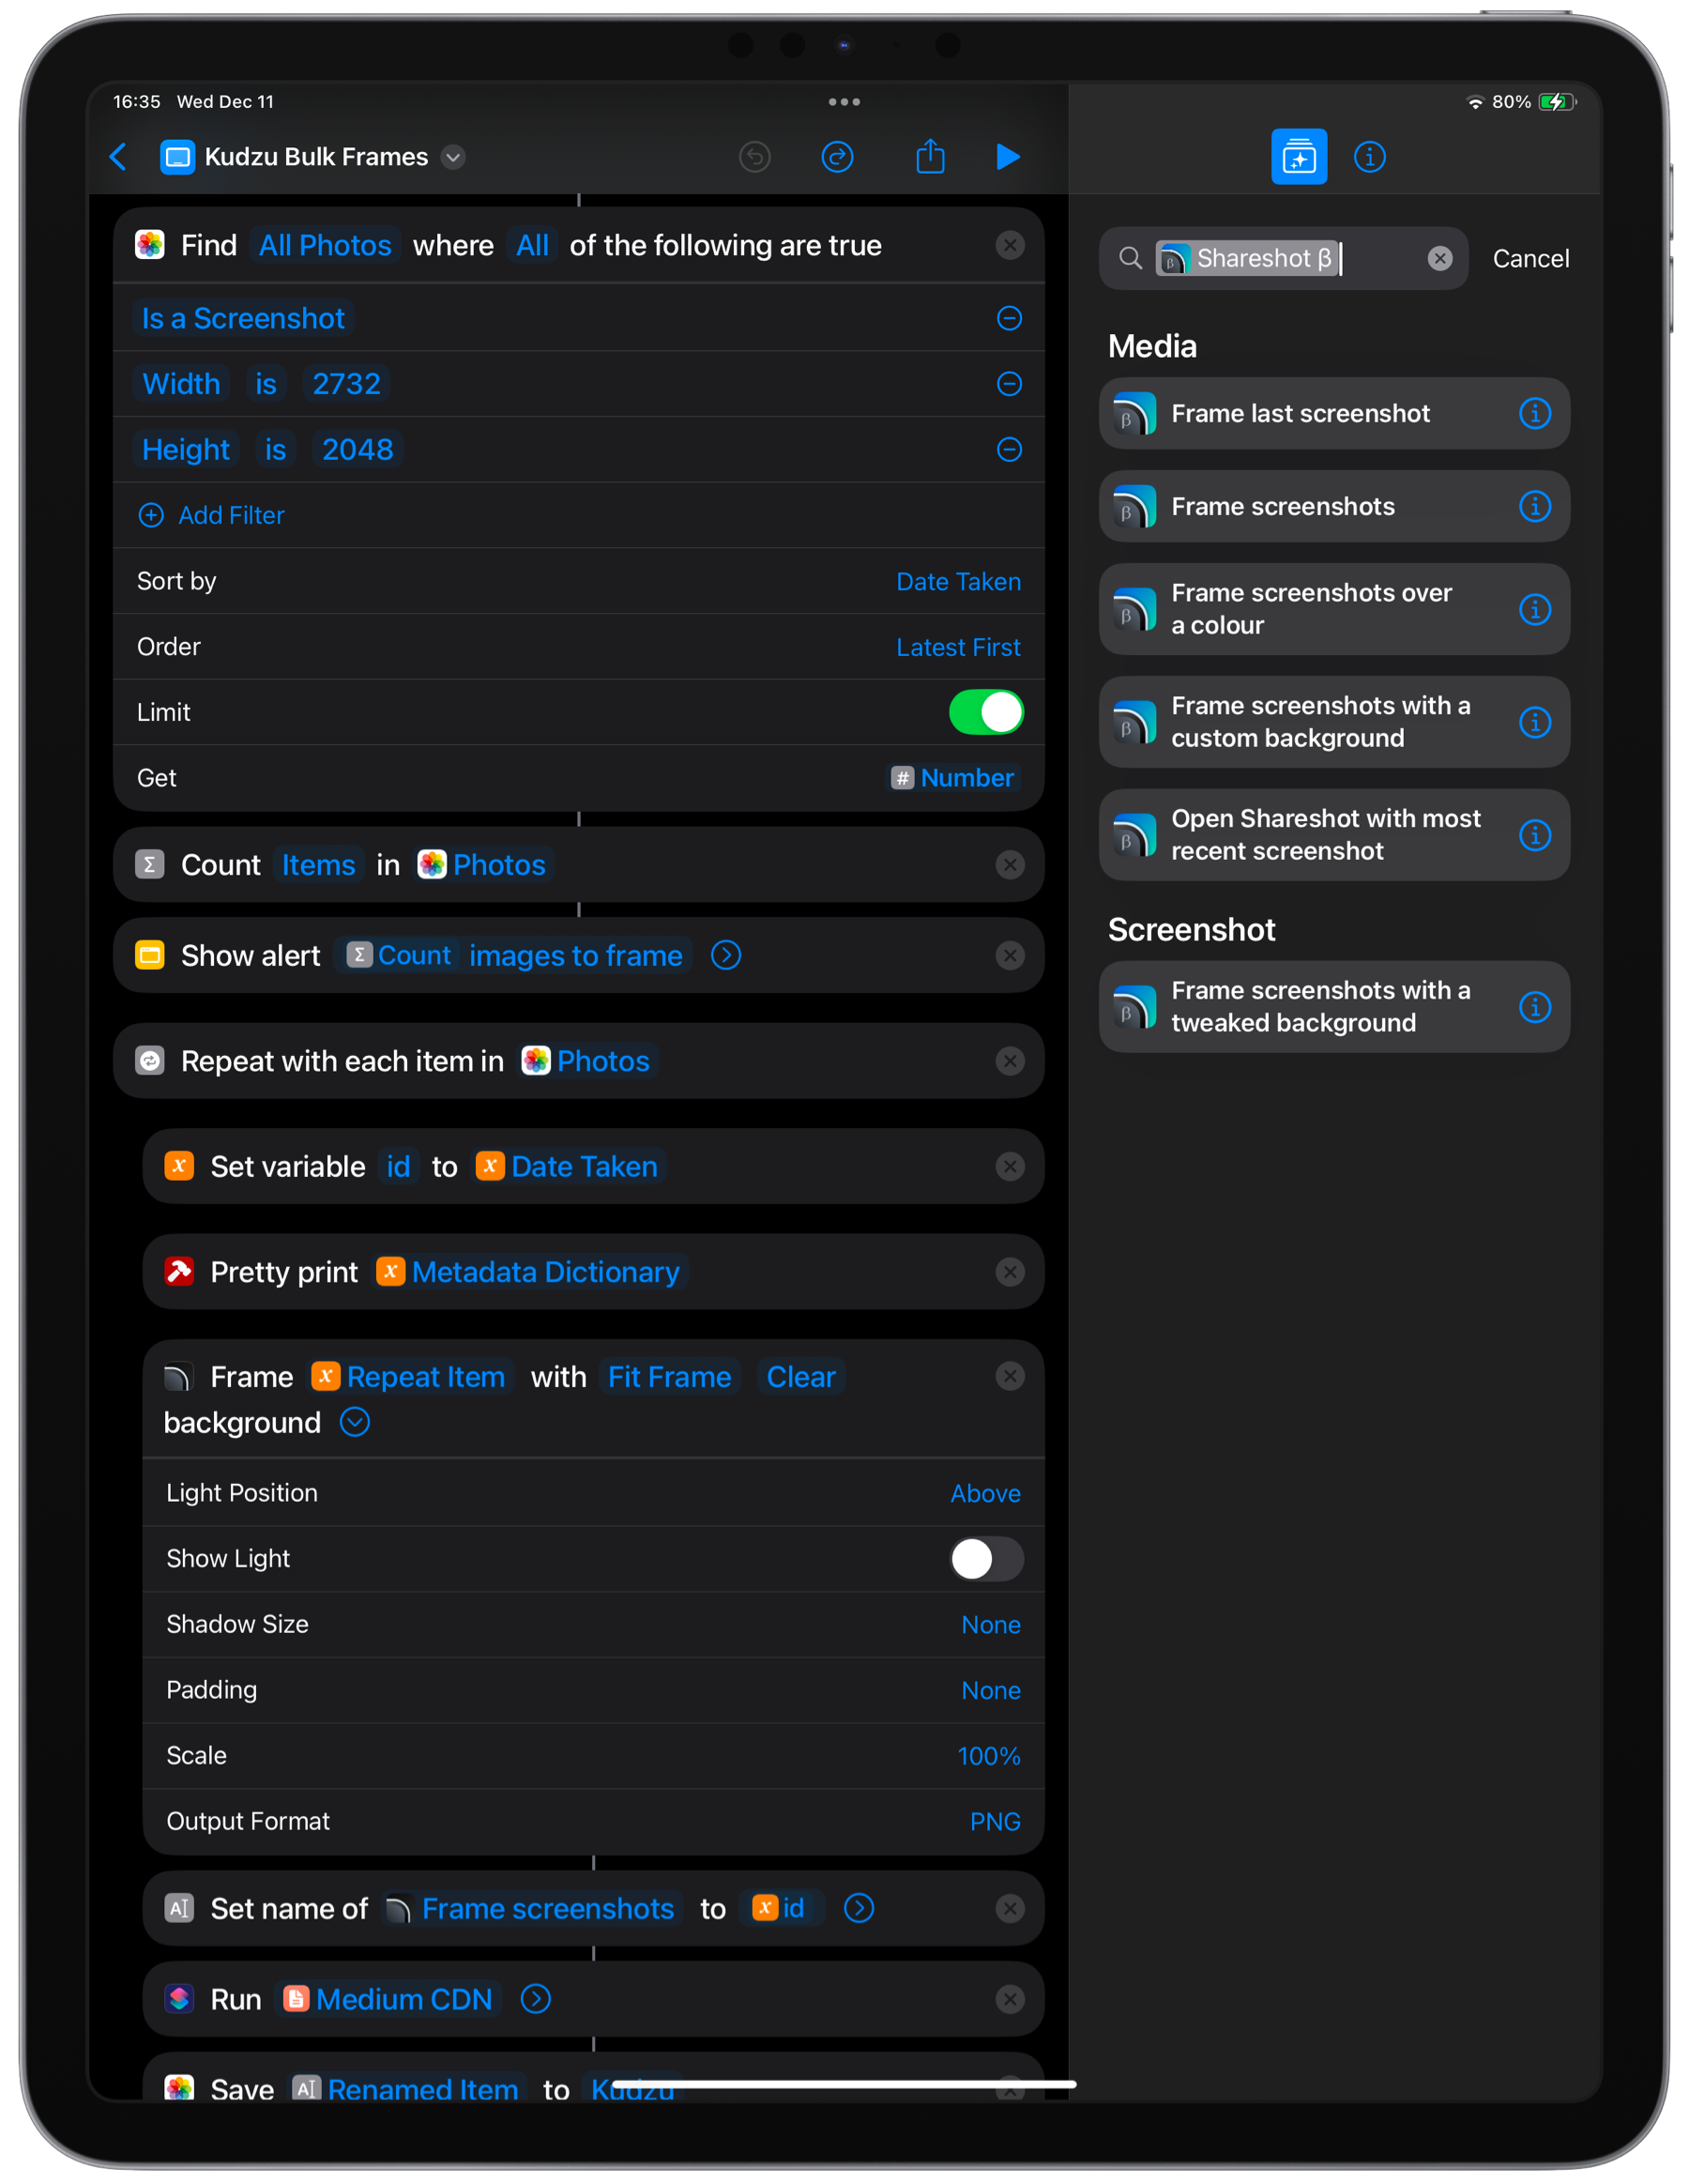 16:35 Wed Dec 11
80%
Kudzu Bulk Frames
Find All Photos where All of the following are true
Is a Screenshot
Width is 2732
Height is 2048
Add Filter
Sort by Date Taken
Order Latest First
Limit
Get # Number
Σ Count Items in Photos
Show alert Σ Count images to frame
Repeat with each item in Photos
x Set variable id to x Date Taken
Pretty print x Metadata Dictionary
Frame x Repeat Item with Fit Frame Clear
background
Light Position Above
Show Light
Shadow Size None
Padding None
Scale 100%
Output Format PNG
Set name of Frame screenshots to x id
Run Medium CDN
Save Renamed Item to Kudzu
β Shareshot β
Cancel
Media
β Frame last screenshot
β Frame screenshots
β Frame screenshots over
a colour
β Frame screenshots with a
custom background
β Open Shareshot with most
recent screenshot
Screenshot
β Frame screenshots with a
tweaked background